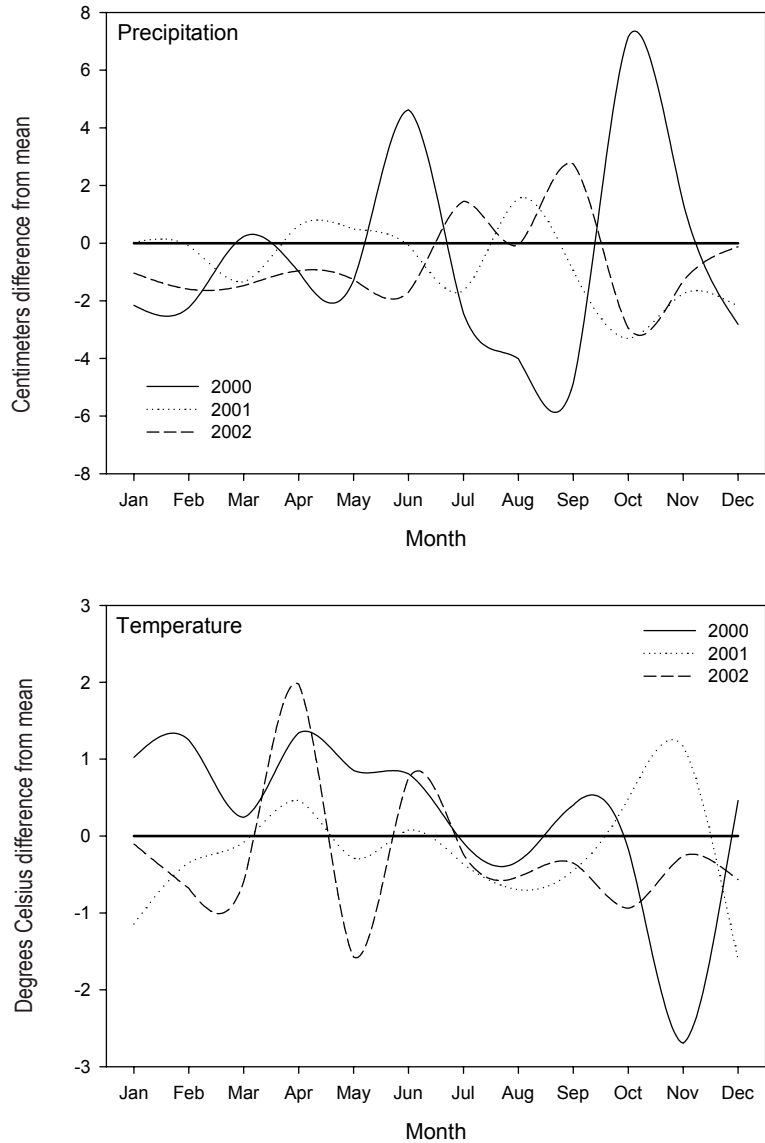 Precipitation
Centimeters difference from mean
8
6
4
2
0
-2
-4
-6
-8
2000
2001
2002
Jan Feb Mar Apr May Jun Jul Aug Sep Oct Nov Dec
Month
Temperature
Degrees Celsius difference from mean
3
2
1
0
-1
-2
-3
2000
2001
2002
Jan Feb Mar Apr May Jun Jul Aug Sep Oct Nov Dec
Month